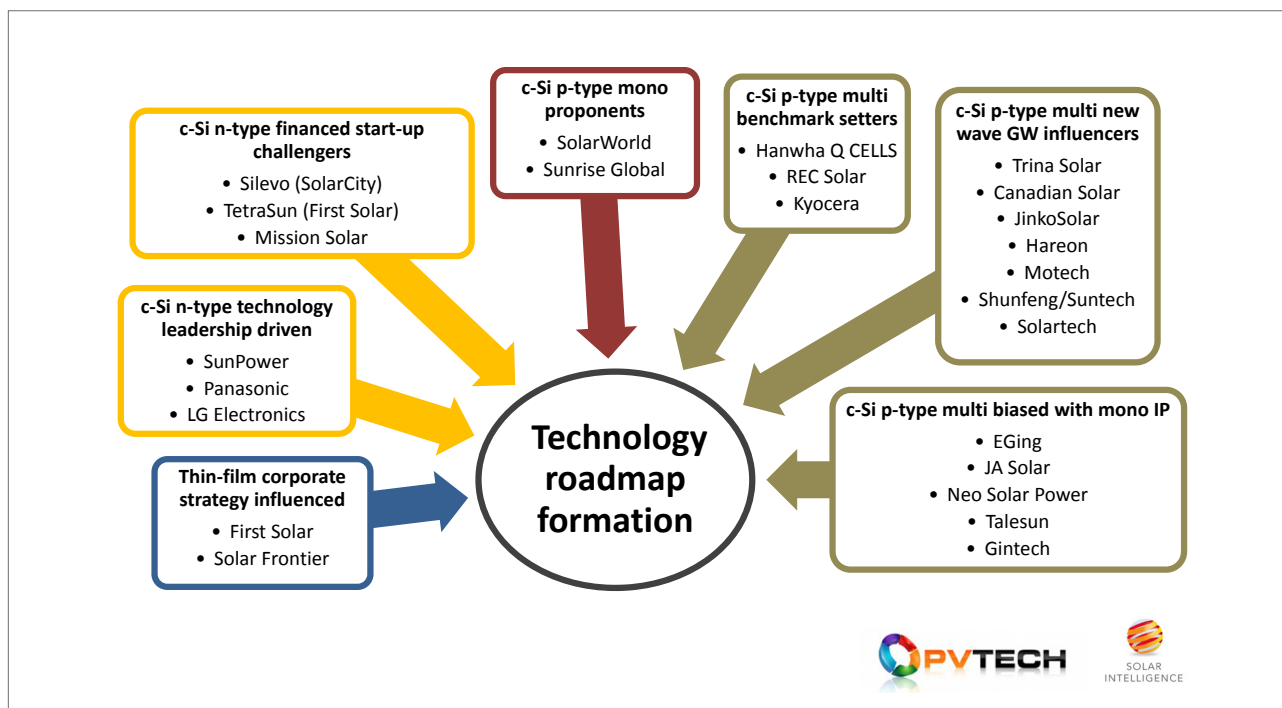 c-Si n-type financed start-up
challengers
• Silevo (SolarCity)
• TetraSun (First Solar)
• Mission Solar
c-Si p-type mono
proponents
• SolarWorld
• Sunrise Global
c-Si p-type multi
benchmark setters
• Hanwha Q CELLS
• REC Solar
• Kyocera
c-Si p-type multi new
wave GW influencers
• Trina Solar
• Canadian Solar
• JinkoSolar
• Hareon
• Motech
• Shunfeng/Suntech
• Solartech
c-Si n-type technology
leadership driven
• SunPower
• Panasonic
• LG Electronics
Thin-film corporate
strategy influenced
• First Solar
• Solar Frontier
Technology
roadmap
formation
c-Si p-type multi biased with mono IP
• EGing
• JA Solar
• Neo Solar Power
• Talesun
• Gintech
PVTECH
SOLAR
INTELLIGENCE